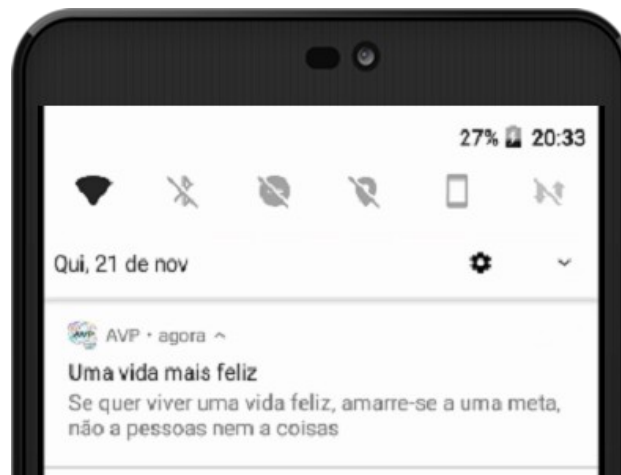 27% 20:33
Qui, 21 de nov
AVP • agora
Uma vida mais feliz
Se quer viver uma vida feliz, amarre-se a uma meta,
não a pessoas nem a coisas